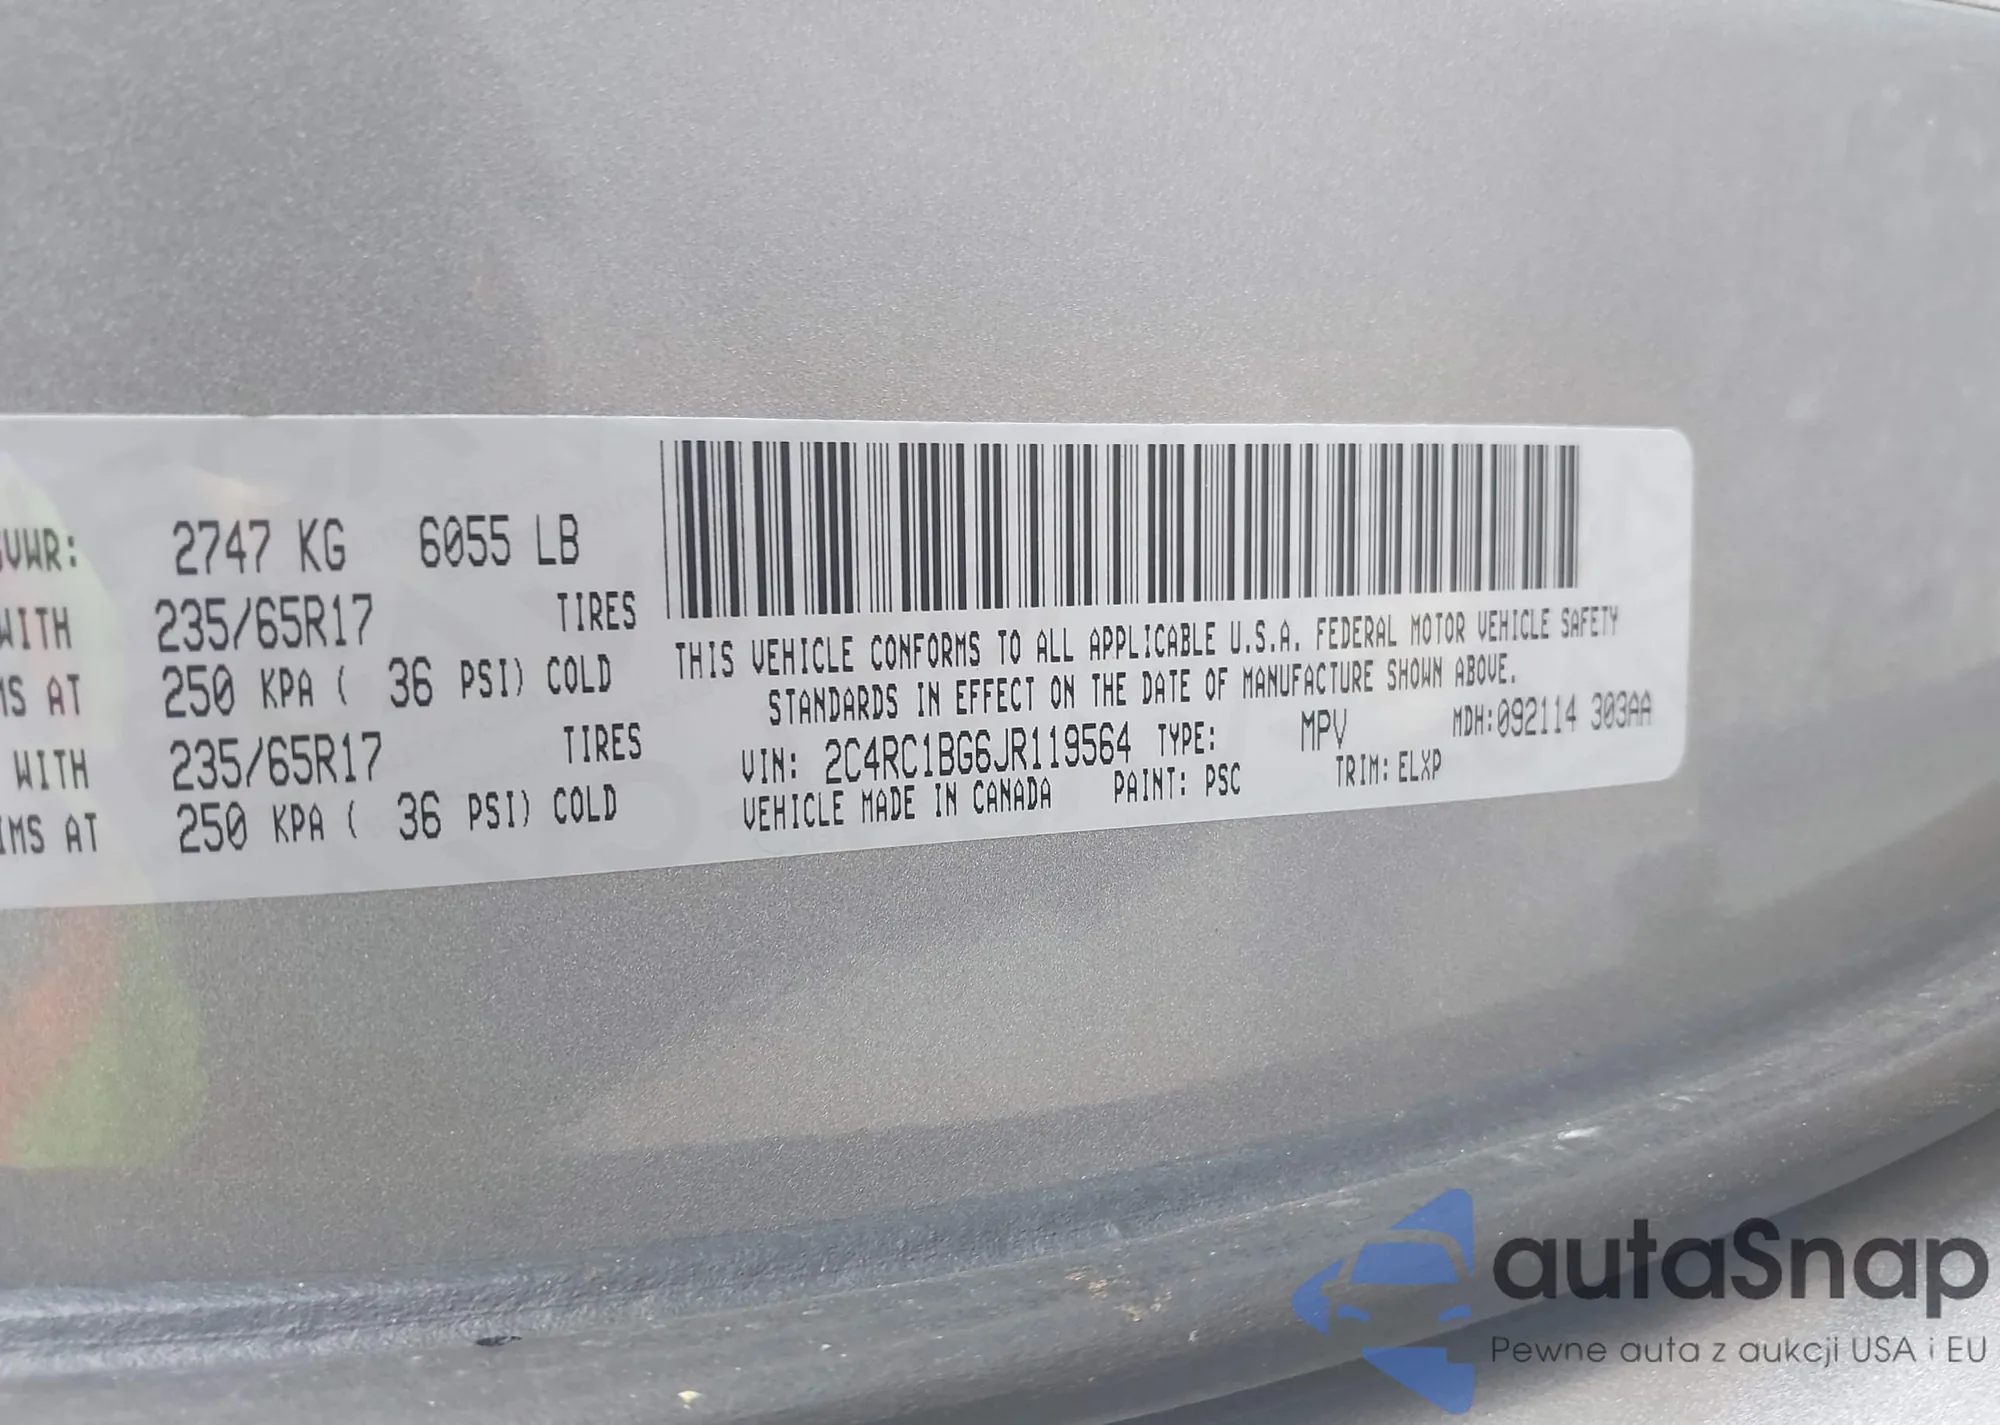 GVWR: 2747 KG 6055 LB
WITH 235/65R17 TIRES
MS AT 250 KPA ( 36 PSI) COLD
WITH 235/65R17 TIRES
IMS AT 250 KPA ( 36 PSI) COLD
THIS VEHICLE CONFORMS TO ALL APPLICABLE U.S.A. FEDERAL MOTOR VEHICLE SAFETY
STANDARDS IN EFFECT ON THE DATE OF MANUFACTURE SHOWN ABOVE.
VIN: 2C4RC1BG6JR119564 TYPE: MPV MDH:092114 303AA
VEHICLE MADE IN CANADA PAINT: PSC TRIM: ELXP
autaSnap
Pewne auta z aukcji USA i EU